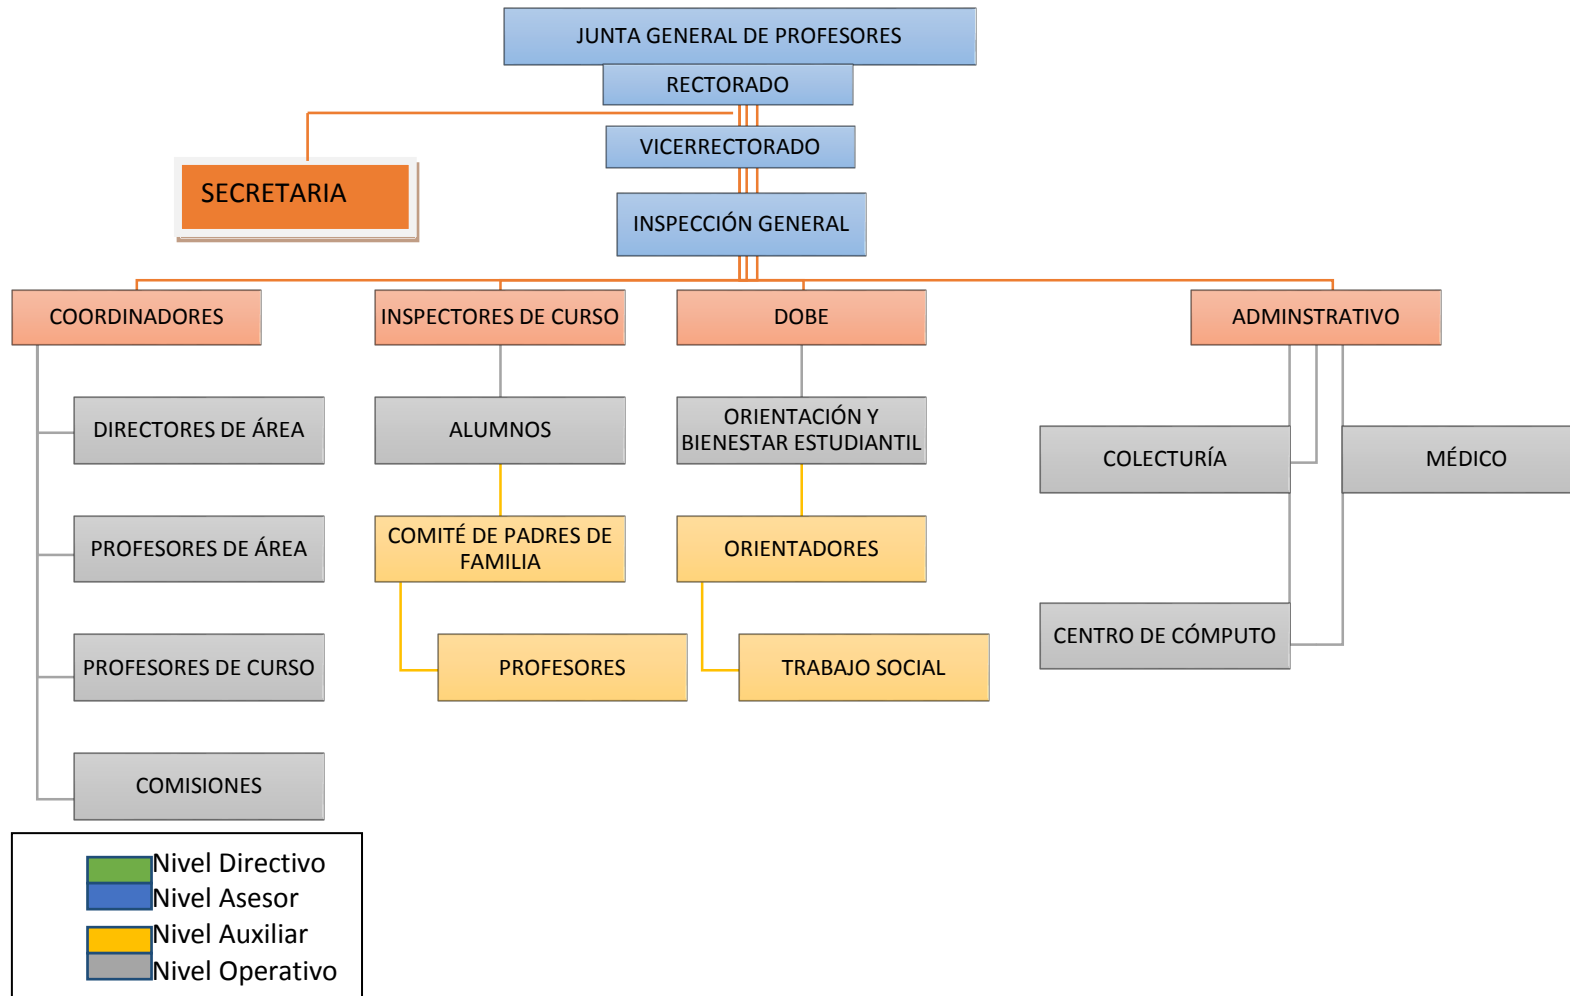 JUNTA GENERAL DE PROFESORES
RECTORADO
VICERRECTORADO
SECRETARIA
INSPECCIÓN GENERAL
COORDINADORES
INSPECTORES DE CURSO
DOBE
ADMINSTRATIVO
DIRECTORES DE ÁREA
ALUMNOS
ORIENTACIÓN Y
BIENESTAR ESTUDIANTIL
COLECTURÍA
MÉDICO
PROFESORES DE ÁREA
COMITÉ DE PADRES DE
FAMILIA
ORIENTADORES
CENTRO DE CÓMPUTO
PROFESORES DE CURSO
PROFESORES
TRABAJO SOCIAL
COMISIONES
Nivel Directivo
Nivel Asesor
Nivel Auxiliar
Nivel Operativo